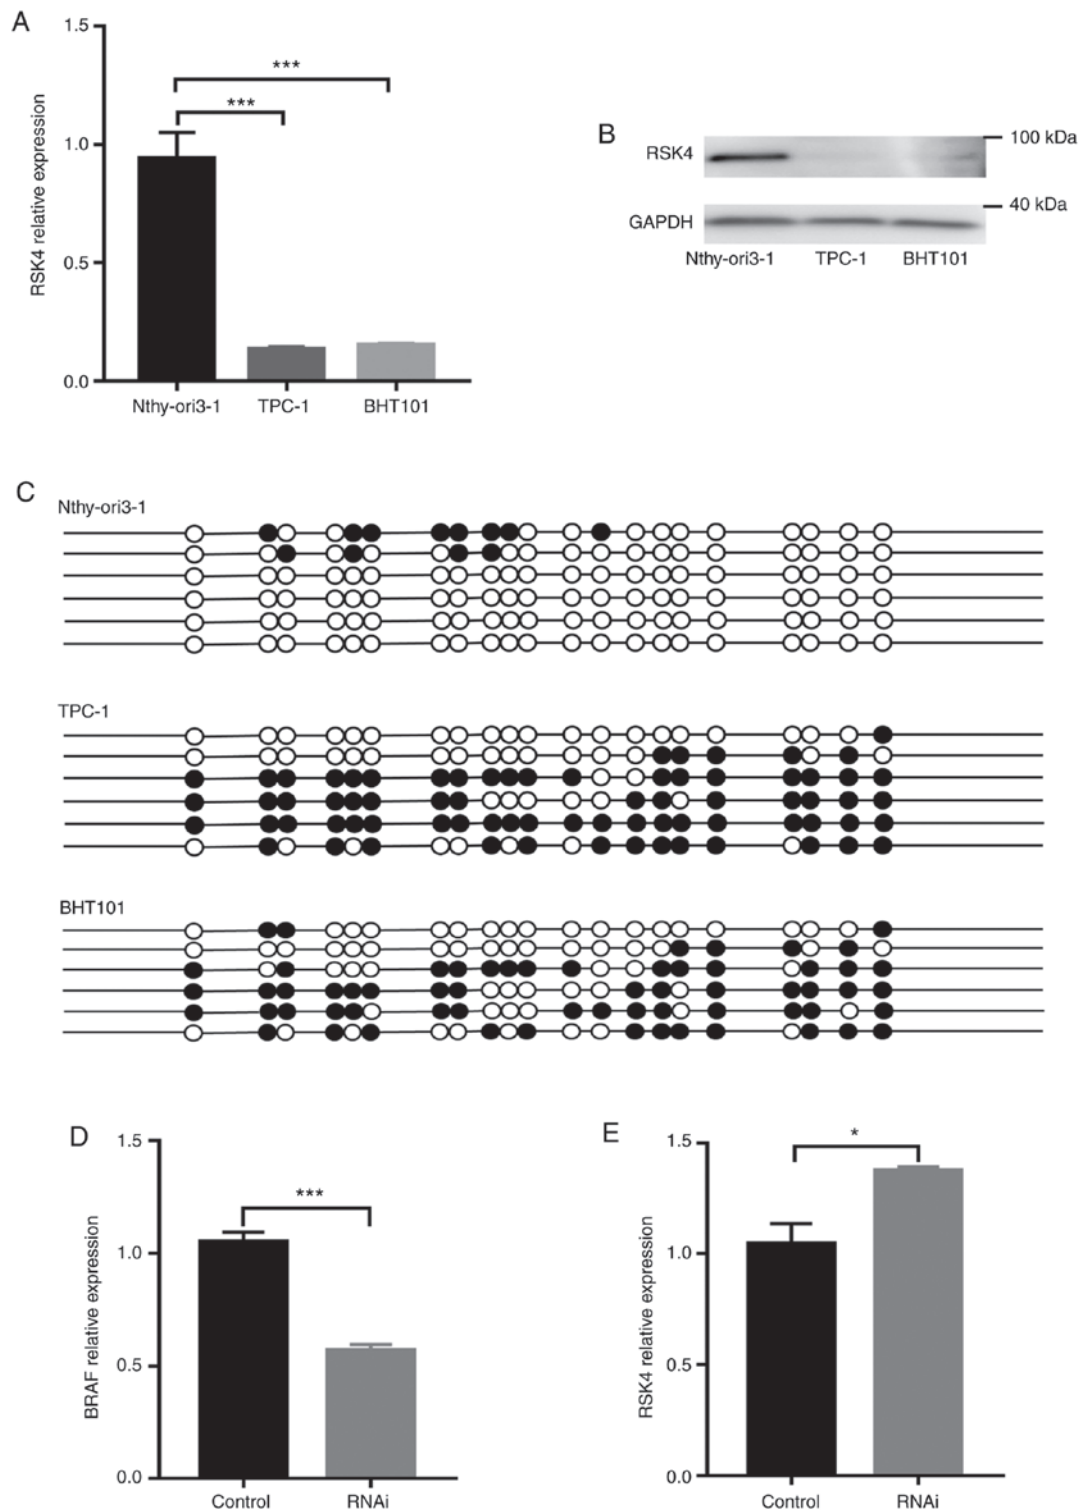 A
1.5
1.0
0.5
0.0
RSK4 relative expression
***
***
Nthy-ori3-1 TPC-1 BHT101
B
RSK4
100 kDa
GAPDH
40 kDa
Nthy-ori3-1 TPC-1 BHT101
C
Nthy-ori3-1
TPC-1
BHT101
D
1.5
1.0
0.5
0.0
BRAF relative expression
***
Control RNAi
E
1.5
1.0
0.5
0.0
RSK4 relative expression
*
Control RNAi